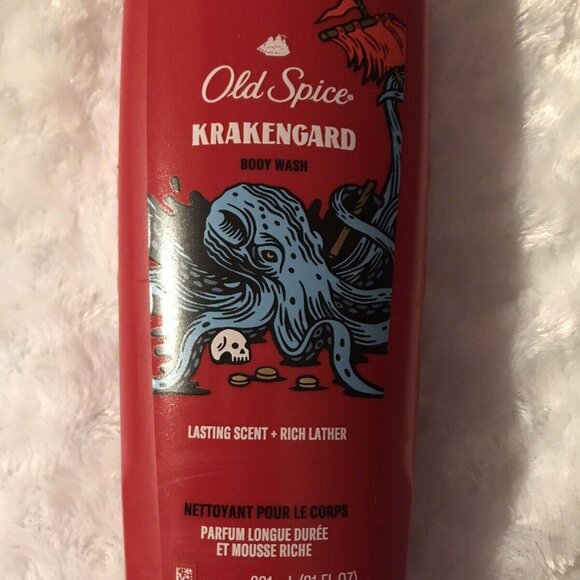 Old Spice®
KRAKENGARD
BODY WASH
LASTING SCENT + RICH LATHER
NETTOYANT POUR LE CORPS
PARFUM LONGUE DURÉE
ET MOUSSE RICHE